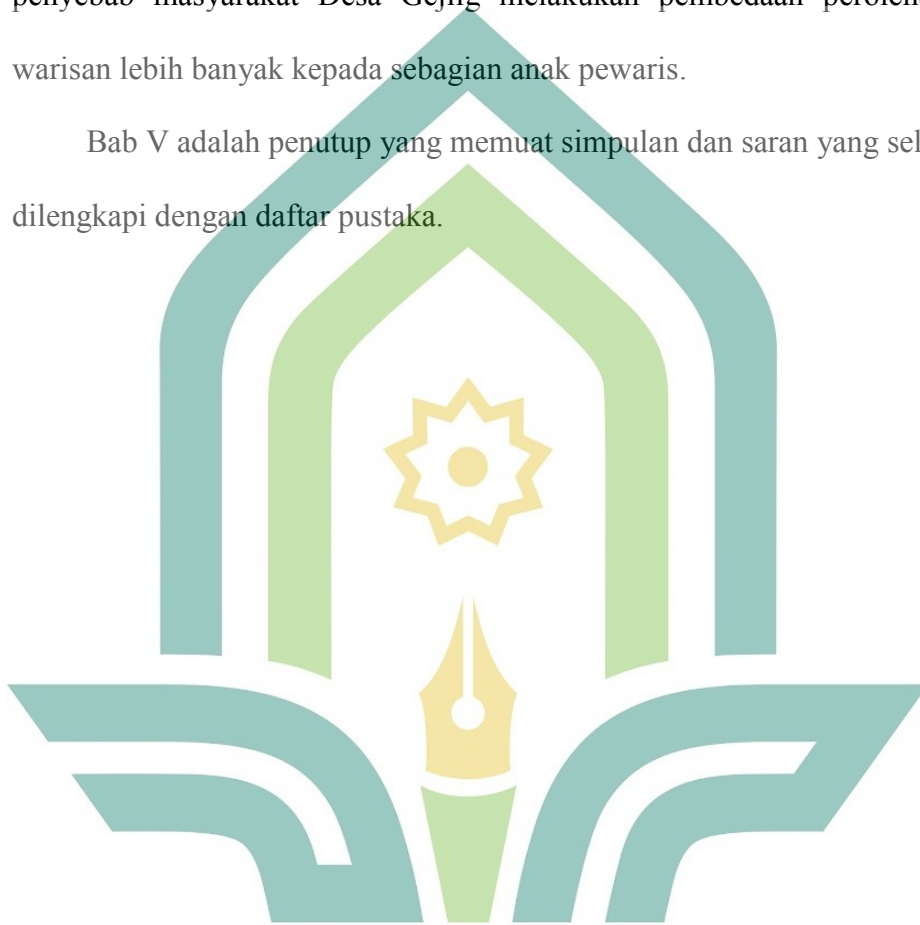 penyebab masyarakat Desa Gejlig melakukan pembedaan
warisan lebih banyak kepada sebagian anak pewaris.
Bab V adalah penutup yang memuat simpulan dan saran yang
dilengkapi dengan daftar pustaka.